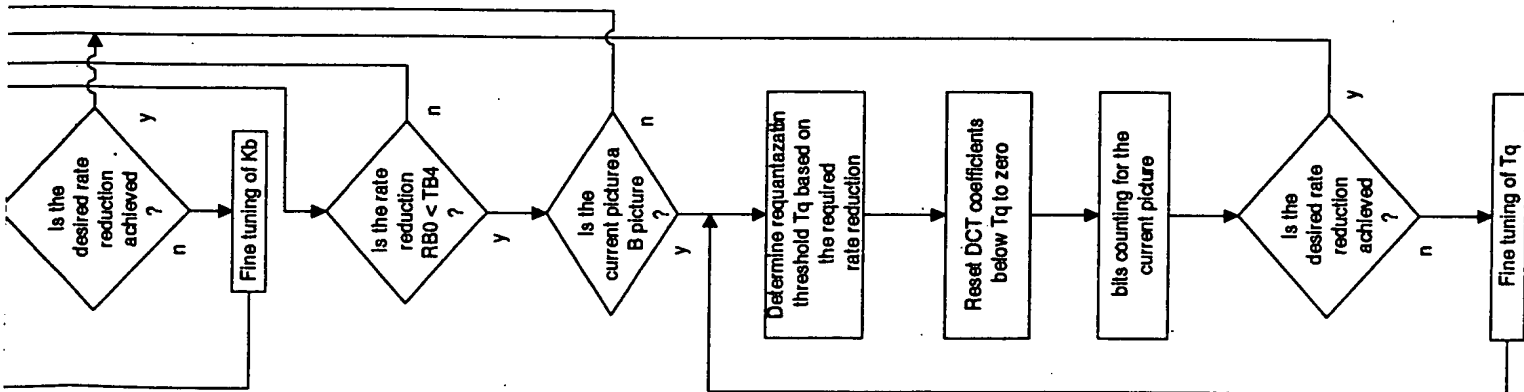 Is the
desired rate
reduction
achieved
?
y
n
Fine tuning of Kb
Is the rate
reduction
RB0 < TB4
?
n
y
Is the
current picturea
B picture
?
n
y
Determine requantazatbn
threshold Tq based on
the required
rate reduction
Reset DCT coefficients
below Tq to zero
bits counting for the
current picture
Is the
desired rate
reduction
achieved
?
y
n
Fine tuning of Tq